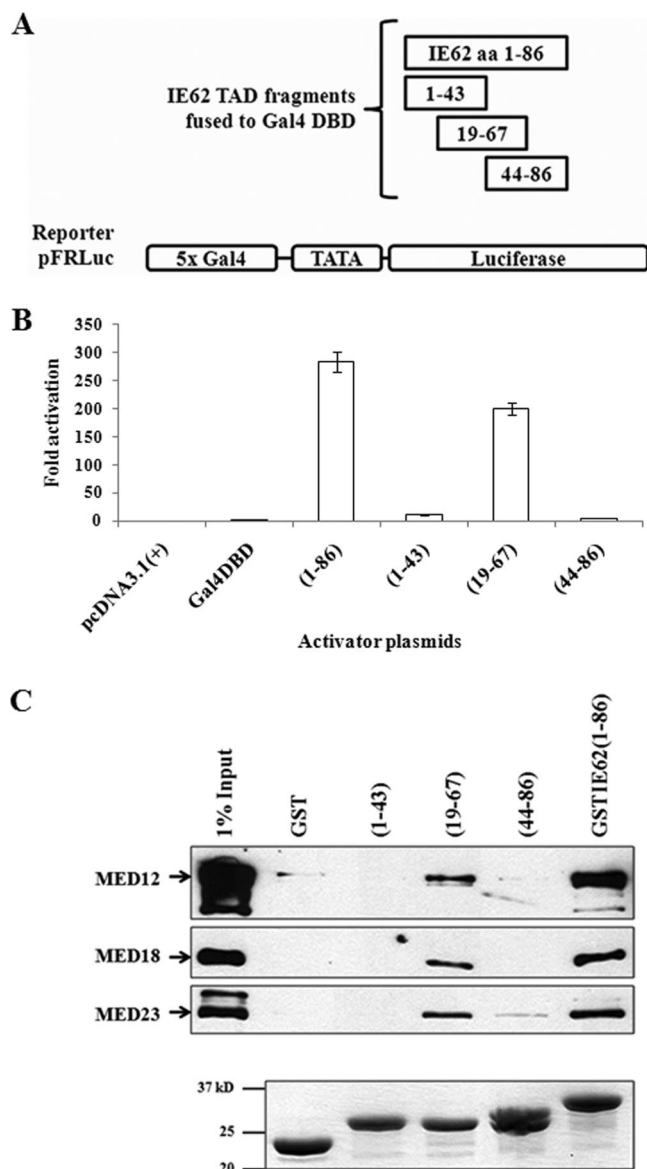 A
IE62 TAD fragments
fused to Gal4 DBD
IE62 aa 1-86
1-43
19-67
44-86
Reporter
pFRLuc
5x Gal4
TATA
Luciferase
B
Fold activation
350
300
250
200
150
100
50
0
pcDNA3.1(+)
Gal4DBD
(1-86)
(1-43)
(19-67)
(44-86)
Activator plasmids
C
1% Input
GST
(1-43)
(19-67)
(44-86)
GSTIE62(1-86)
MED12
MED18
MED23
37 kD
25
20